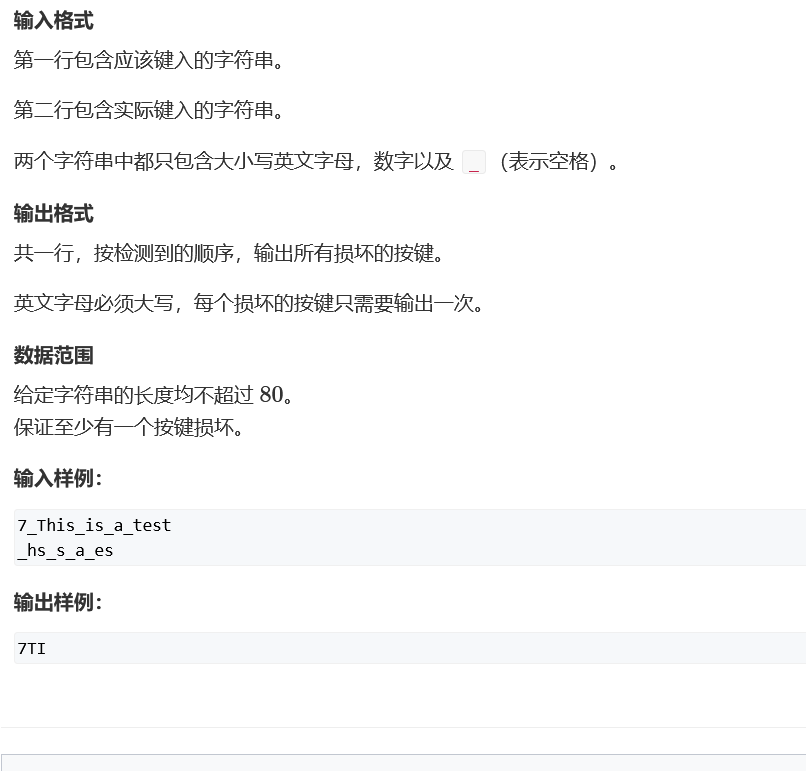 输入格式
第一行包含应该键入的字符串。
第二行包含实际键入的字符串。
两个字符串中都只包含大小写英文字母，数字以及 _ （表示空格）。
输出格式
共一行，按检测到的顺序，输出所有损坏的按键。
英文字母必须大写，每个损坏的按键只需要输出一次。
数据范围
给定字符串的长度均不超过 80。
保证至少有一个按键损坏。
输入样例：
7_This_is_a_test
_hs_s_a_es
输出样例：
7TI